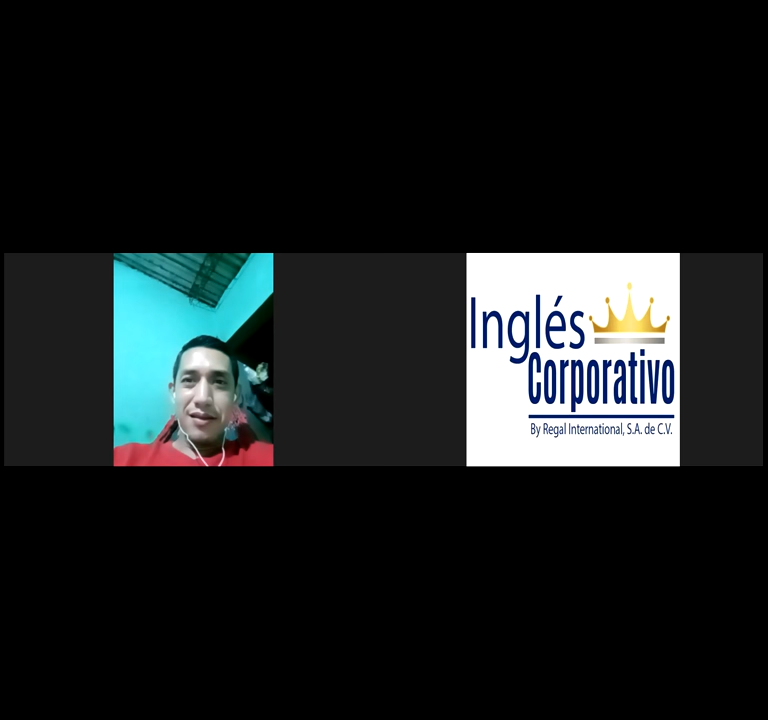 Inglés
Corporativo
By Regal International, S.A. de C.V.